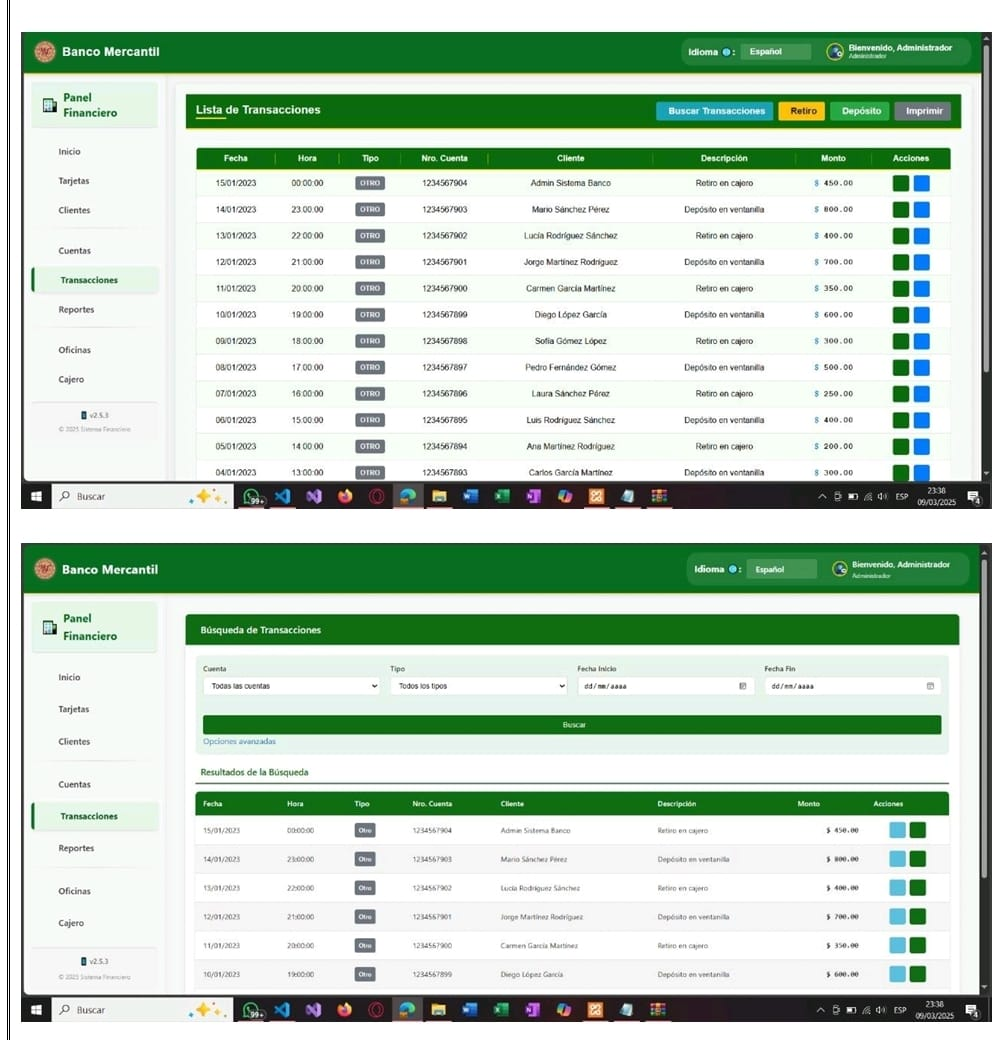 Banco Mercantil
Idioma : Español
Bienvenido, Administrador
Administrador
Panel
Financiero
Inicio
Tarjetas
Clientes
Cuentas
Transacciones
Reportes
Oficinas
Cajero
v2.5.3
© 2025 Sistema Financiero
Lista de Transacciones
Buscar Transacciones Retiro Depósito Imprimir
Fecha Hora Tipo Nro. Cuenta Cliente Descripción Monto Acciones
15/01/2023 00:00:00 OTRO 1234567904 Admin Sistema Banco Retiro en cajero $ 450.00
14/01/2023 23:00:00 OTRO 1234567903 Mario Sánchez Pérez Depósito en ventanilla $ 800.00
13/01/2023 22:00:00 OTRO 1234567902 Lucía Rodríguez Sánchez Retiro en cajero $ 400.00
12/01/2023 21:00:00 OTRO 1234567901 Jorge Martínez Rodríguez Depósito en ventanilla $ 700.00
11/01/2023 20:00:00 OTRO 1234567900 Carmen García Martínez Retiro en cajero $ 350.00
10/01/2023 19:00:00 OTRO 1234567899 Diego López García Depósito en ventanilla $ 600.00
09/01/2023 18:00:00 OTRO 1234567898 Sofía Gómez López Retiro en cajero $ 300.00
08/01/2023 17:00:00 OTRO 1234567897 Pedro Fernández Gómez Depósito en ventanilla $ 500.00
07/01/2023 16:00:00 OTRO 1234567896 Laura Sánchez Pérez Retiro en cajero $ 250.00
06/01/2023 15:00:00 OTRO 1234567895 Luis Rodríguez Sánchez Depósito en ventanilla $ 400.00
05/01/2023 14:00:00 OTRO 1234567894 Ana Martínez Rodríguez Retiro en cajero $ 200.00
04/01/2023 13:00:00 OTRO 1234567893 Carlos García Martínez Depósito en ventanilla $ 300.00
Buscar
99+
ESP
23:38
09/03/2025
4
Banco Mercantil
Idioma : Español
Bienvenido, Administrador
Administrador
Panel
Financiero
Inicio
Tarjetas
Clientes
Cuentas
Transacciones
Reportes
Oficinas
Cajero
v2.5.3
© 2025 Sistema Financiero
Búsqueda de Transacciones
Cuenta Tipo Fecha Inicio Fecha Fin
Todas las cuentas Todos los tipos dd/mm/aaaa dd/mm/aaaa
Buscar
Opciones avanzadas
Resultados de la Búsqueda
Fecha Hora Tipo Nro. Cuenta Cliente Descripción Monto Acciones
15/01/2023 00:00:00 Otro 1234567904 Admin Sistema Banco Retiro en cajero $ 450.00
14/01/2023 23:00:00 Otro 1234567903 Mario Sánchez Pérez Depósito en ventanilla $ 800.00
13/01/2023 22:00:00 Otro 1234567902 Lucía Rodríguez Sánchez Retiro en cajero $ 400.00
12/01/2023 21:00:00 Otro 1234567901 Jorge Martínez Rodríguez Depósito en ventanilla $ 700.00
11/01/2023 20:00:00 Otro 1234567900 Carmen García Martínez Retiro en cajero $ 350.00
10/01/2023 19:00:00 Otro 1234567899 Diego López García Depósito en ventanilla $ 600.00
Buscar
99+
ESP
23:38
09/03/2025
4